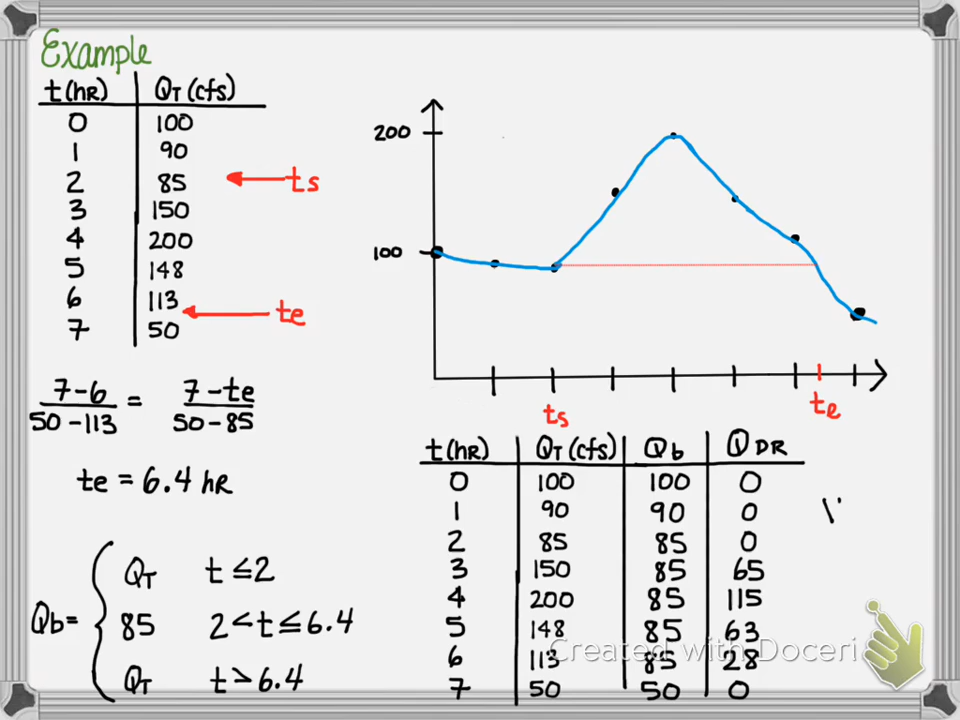 Example
t(hR) QT (cfs)
0 100
1 90
2 85 ← ts
3 150
4 200
5 148
6 113
← te
7 50
200
100
ts te
7-6 / 50-113 = 7-te / 50-85
te = 6.4 hR
Qb = { QT t ≤ 2
85 2 < t ≤ 6.4
QT t > 6.4
t(hR) QT (cfs) Qb QDR
0 100 100 0
1 90 90 0
2 85 85 0
3 150 85 65
4 200 85 115
5 148 85 63
6 113 85 28
7 50 50 0
Created with Doceri